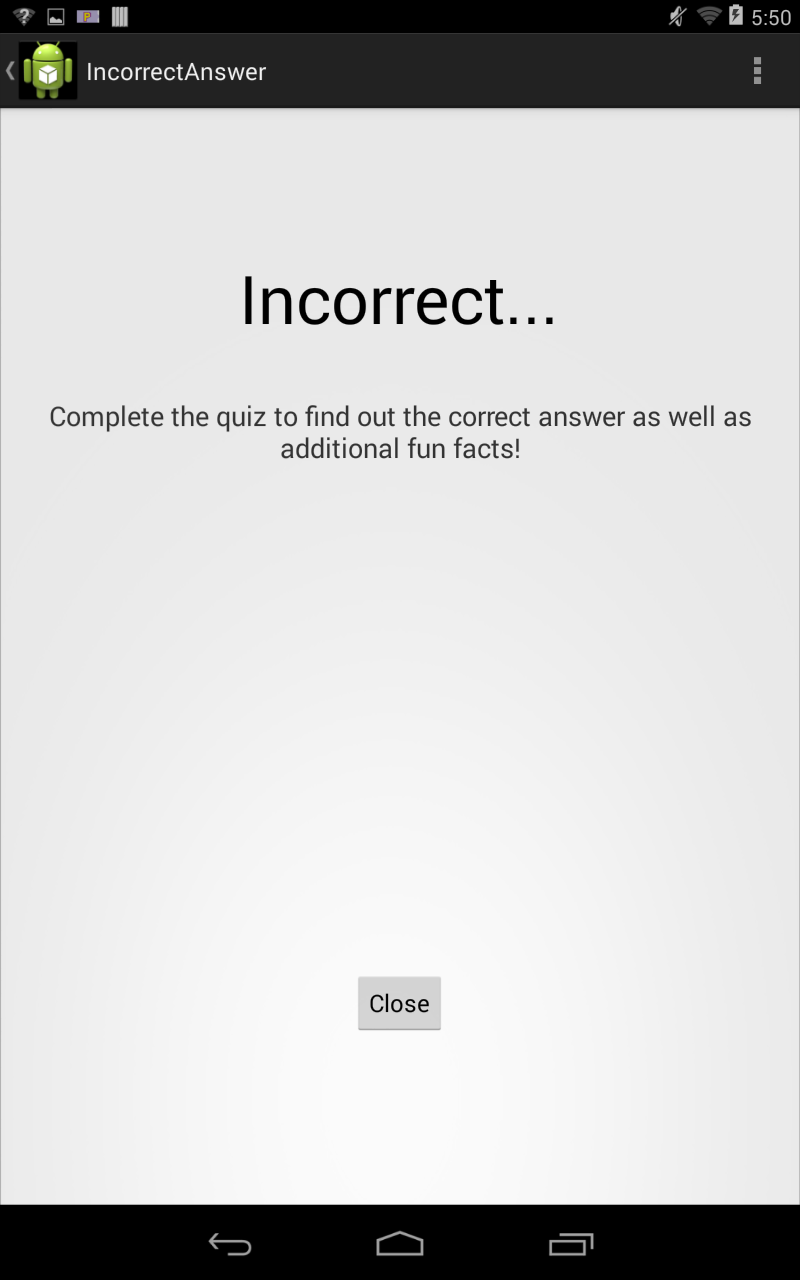 5:50
IncorrectAnswer
Incorrect...
Complete the quiz to find out the correct answer as well as
additional fun facts!
Close